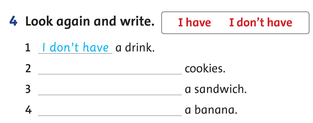 4 Look again and write. I have I don't have
1 I don't have a drink.
2 cookies.
3 a sandwich.
4 a banana.